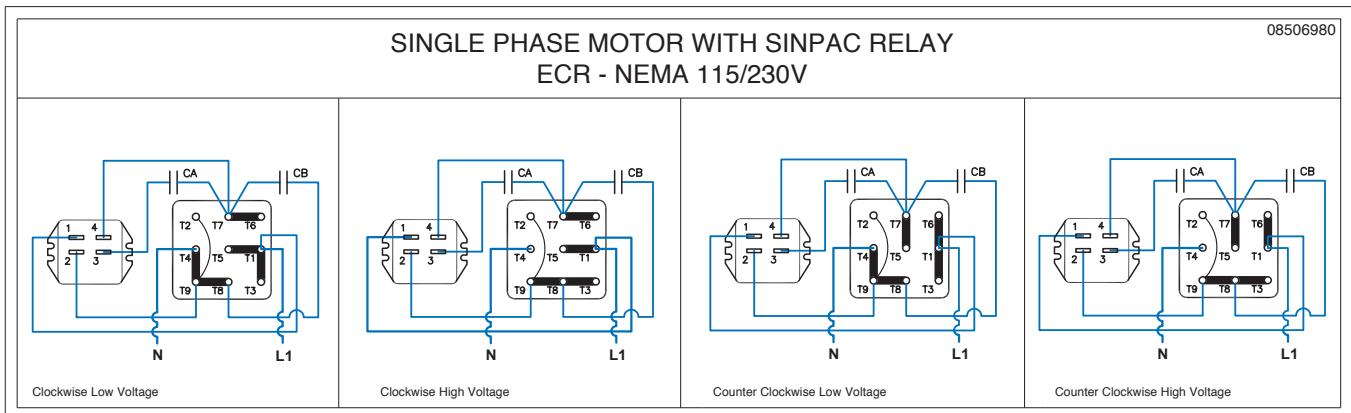 08506980
SINGLE PHASE MOTOR WITH SINPAC RELAY
ECR - NEMA 115/230V
CA
CB
1
4
2
3
T2
T7
T6
T4
T5
T1
T9
T8
T3
N
L1
Clockwise Low Voltage
CA
CB
1
4
2
3
T2
T7
T6
T4
T5
T1
T9
T8
T3
N
L1
Clockwise High Voltage
CA
CB
1
4
2
3
T2
T7
T6
T4
T5
T1
T9
T8
T3
N
L1
Counter Clockwise Low Voltage
CA
CB
1
4
2
3
T2
T7
T6
T4
T5
T1
T9
T8
T3
N
L1
Counter Clockwise High Voltage